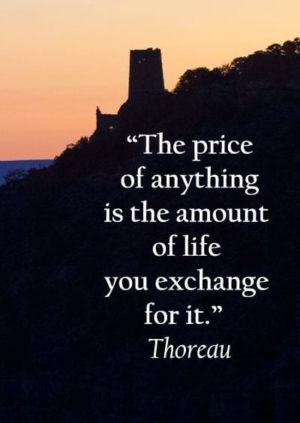 “The price
of anything
is the amount
of life
you exchange
for it.”
Thoreau